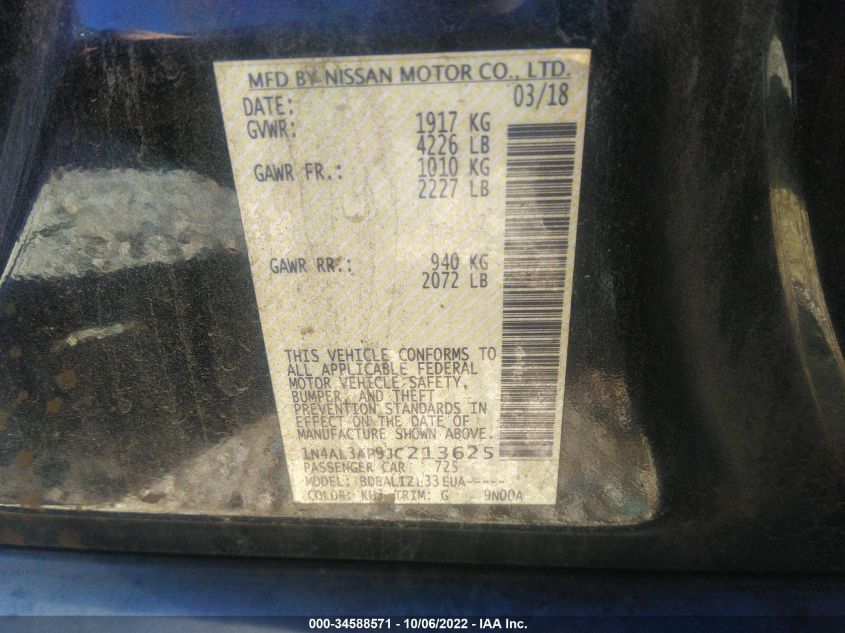 MFD BY NISSAN MOTOR CO., LTD.
DATE: 03/18
GVWR: 1917 KG
4226 LB
GAWR FR.: 1010 KG
2227 LB
GAWR RR.: 940 KG
2072 LB
THIS VEHICLE CONFORMS TO
ALL APPLICABLE FEDERAL
MOTOR VEHICLE SAFETY,
BUMPER, AND THEFT
PREVENTION STANDARDS IN
EFFECT ON THE DATE OF
MANUFACTURE SHOWN ABOVE.
1N4AL3AP9JC213625
PASSENGER CAR 725
MODEL: BDBALIZL33EUA-----
COLOR: KH3 TRIM: G 9N00A
000-34588571 - 10/06/2022 - IAA Inc.